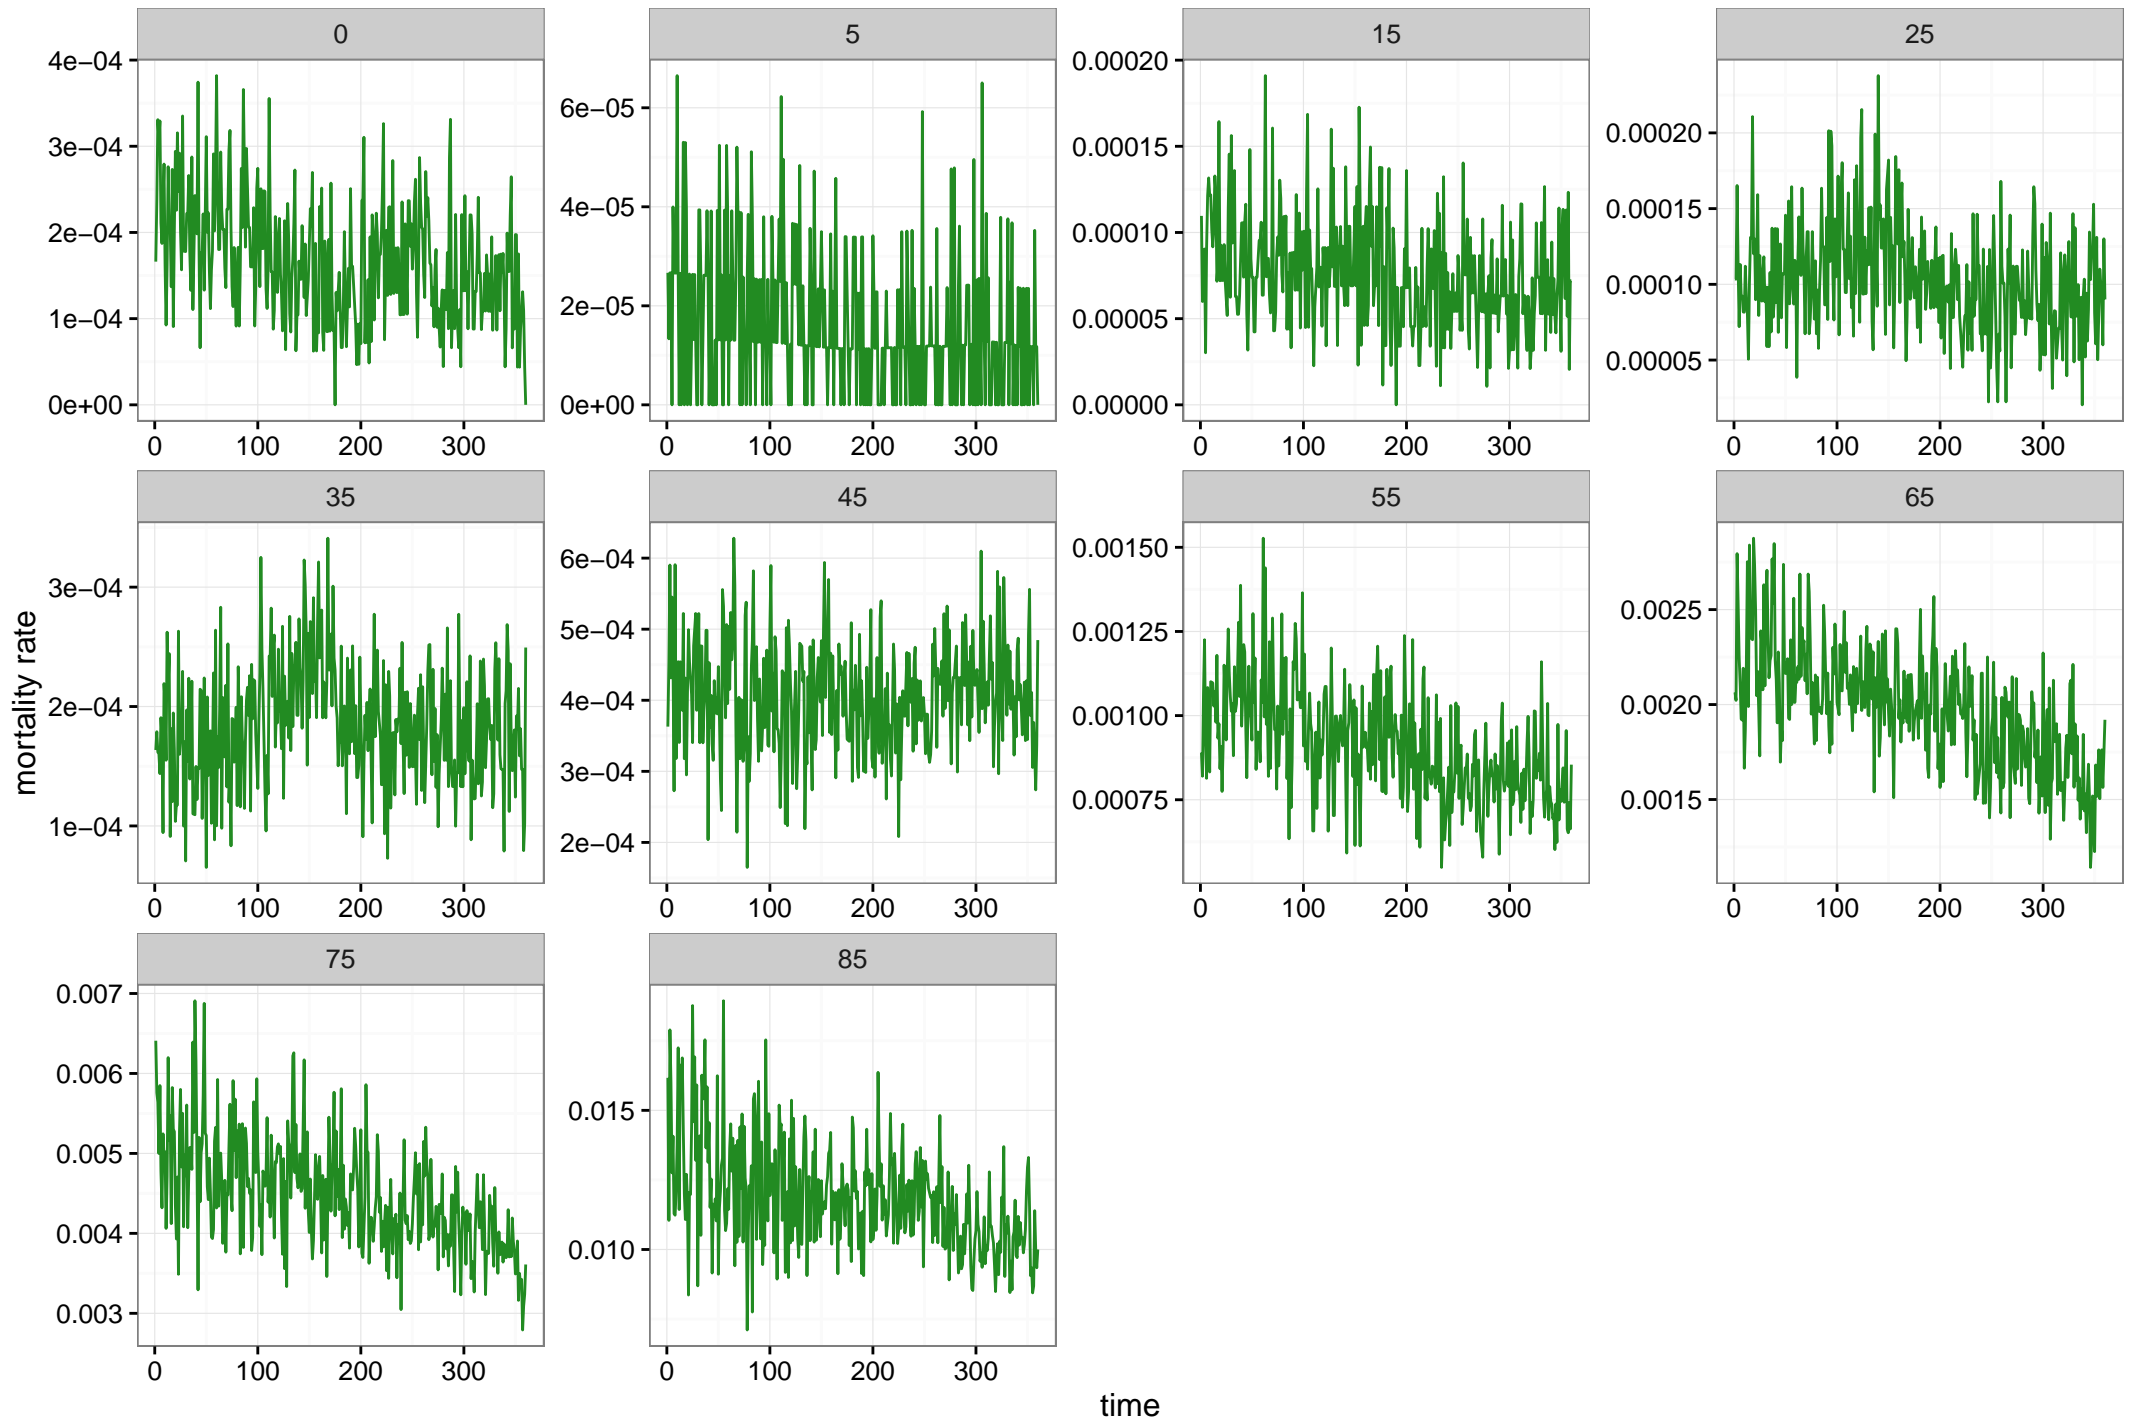 0 5 15 25
4e−04 3e−04 2e−04 1e−04 0e+00
6e−05 4e−05 2e−05 0e+00
0.00020 0.00015 0.00010 0.00005 0.00000
0.00020 0.00015 0.00010 0.00005
0 100 200 300 0 100 200 300 0 100 200 300 0 100 200 300
35 45 55 65
mortality rate
3e−04 2e−04 1e−04
6e−04 5e−04 4e−04 3e−04 2e−04
0.00150 0.00125 0.00100 0.00075
0.0025 0.0020 0.0015
0 100 200 300 0 100 200 300 0 100 200 300 0 100 200 300
75 85
0.007 0.006 0.005 0.004 0.003
0.015 0.010
0 100 200 300 0 100 200 300
time